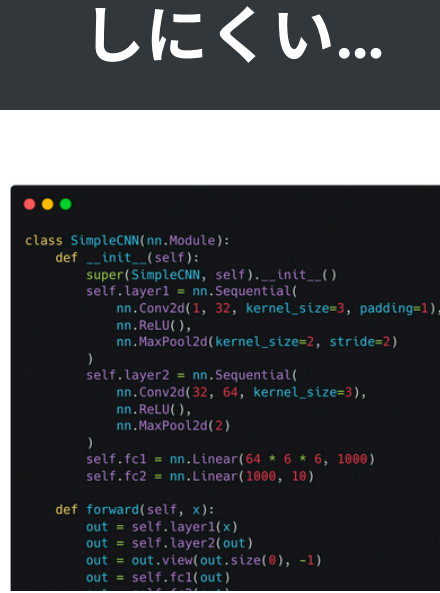 しにくい...
class SimpleCNN(nn.Module):
    def __init__(self):
        super(SimpleCNN, self).__init__()
        self.layer1 = nn.Sequential(
            nn.Conv2d(1, 32, kernel_size=3, padding=1),
            nn.ReLU(),
            nn.MaxPool2d(kernel_size=2, stride=2)
        )
        self.layer2 = nn.Sequential(
            nn.Conv2d(32, 64, kernel_size=3),
            nn.ReLU(),
            nn.MaxPool2d(2)
        )
        self.fc1 = nn.Linear(64 * 6 * 6, 1000)
        self.fc2 = nn.Linear(1000, 10)
    def forward(self, x):
        out = self.layer1(x)
        out = self.layer2(out)
        out = out.view(out.size(0), -1)
        out = self.fc1(out)